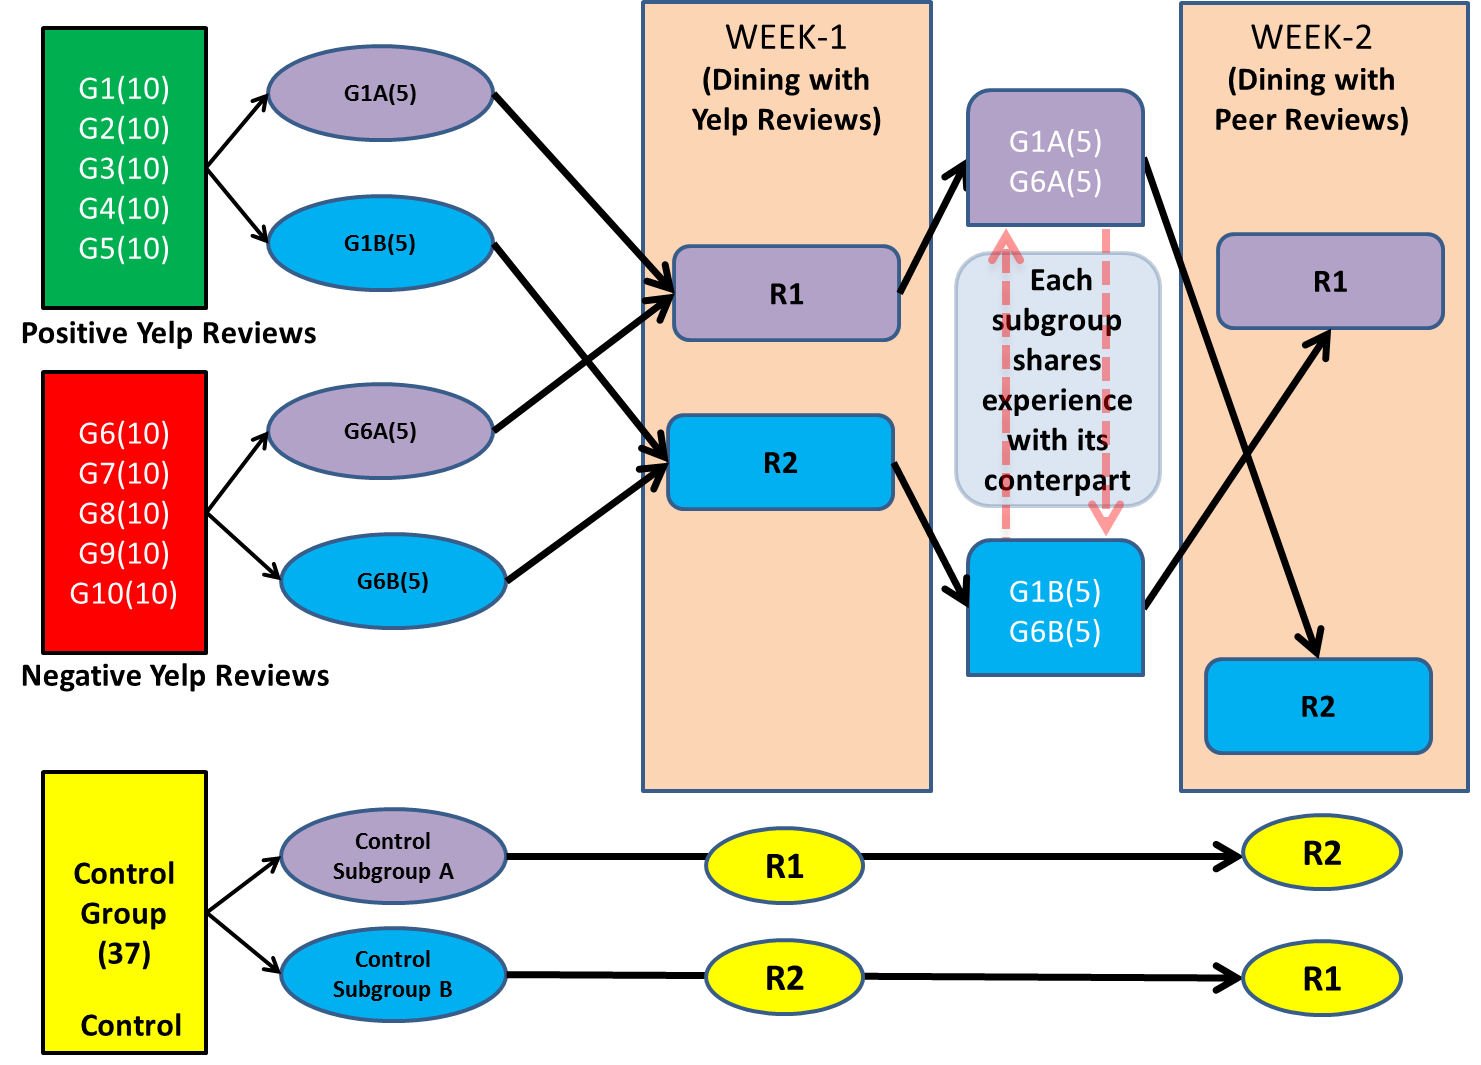 G1(10)
G2(10)
G3(10)
G4(10)
G5(10)
Positive Yelp Reviews
G6(10)
G7(10)
G8(10)
G9(10)
G10(10)
Negative Yelp Reviews
Control
Group
(37)
Control
G1A(5)
G1B(5)
G6A(5)
G6B(5)
Control
Subgroup A
Control
Subgroup B
WEEK-1
(Dining with
Yelp Reviews)
R1
R2
R1
R2
G1A(5)
G6A(5)
Each
subgroup
shares
experience
with its
conterpart
G1B(5)
G6B(5)
WEEK-2
(Dining with
Peer Reviews)
R1
R2
R2
R1